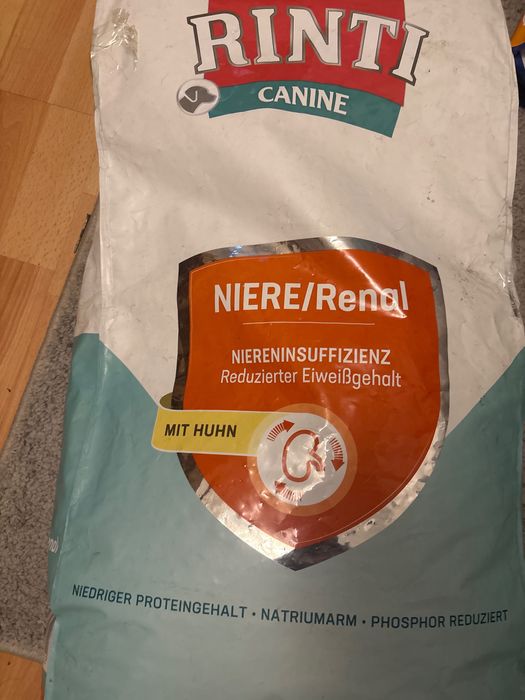 RINTI
CANINE
NIERE/Renal
NIERENINSUFFIZIENZ
Reduzierter Eiweißgehalt
MIT HUHN
NIEDRIGER PROTEINGEHALT • NATRIUMARM • PHOSPHOR REDUZIERT